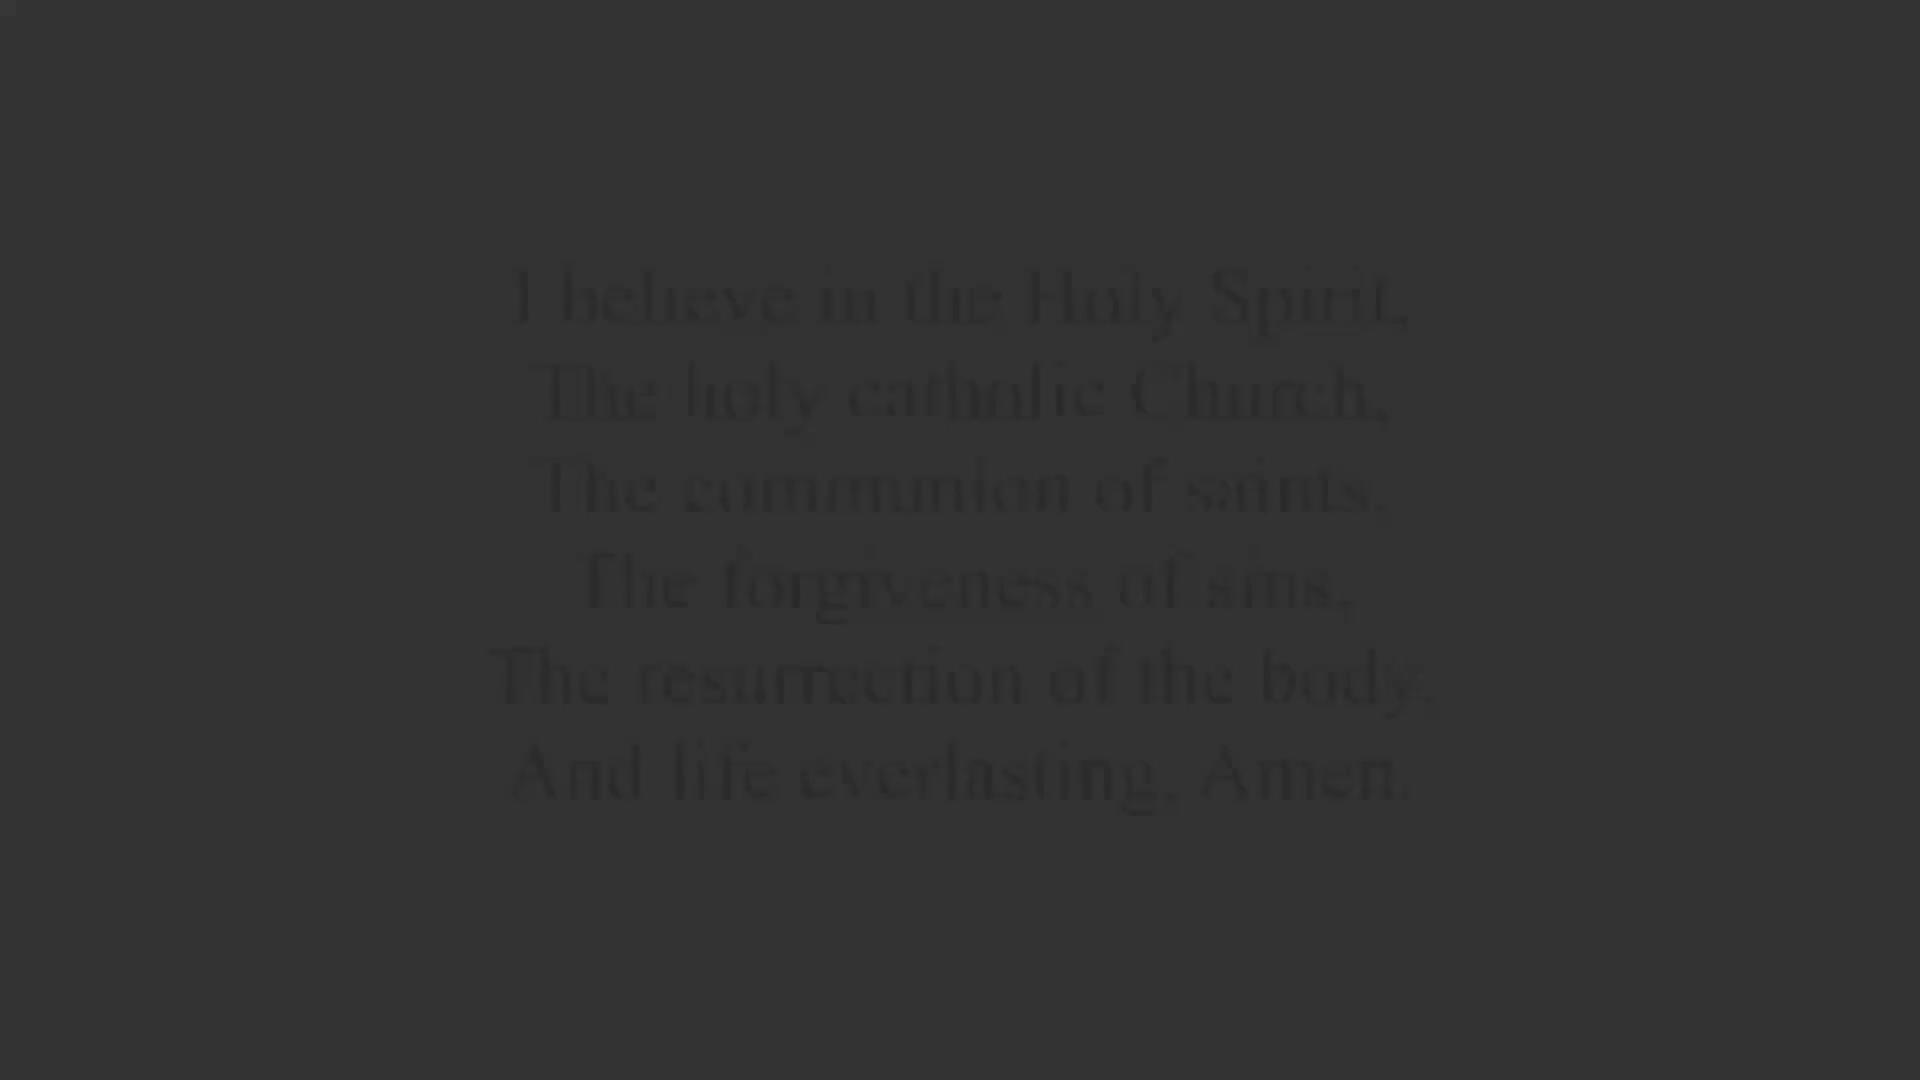 I believe in the Holy Spirit,
The holy catholic Church,
The communion of saints,
The forgiveness of sins,
The resurrection of the body,
And life everlasting, Amen.